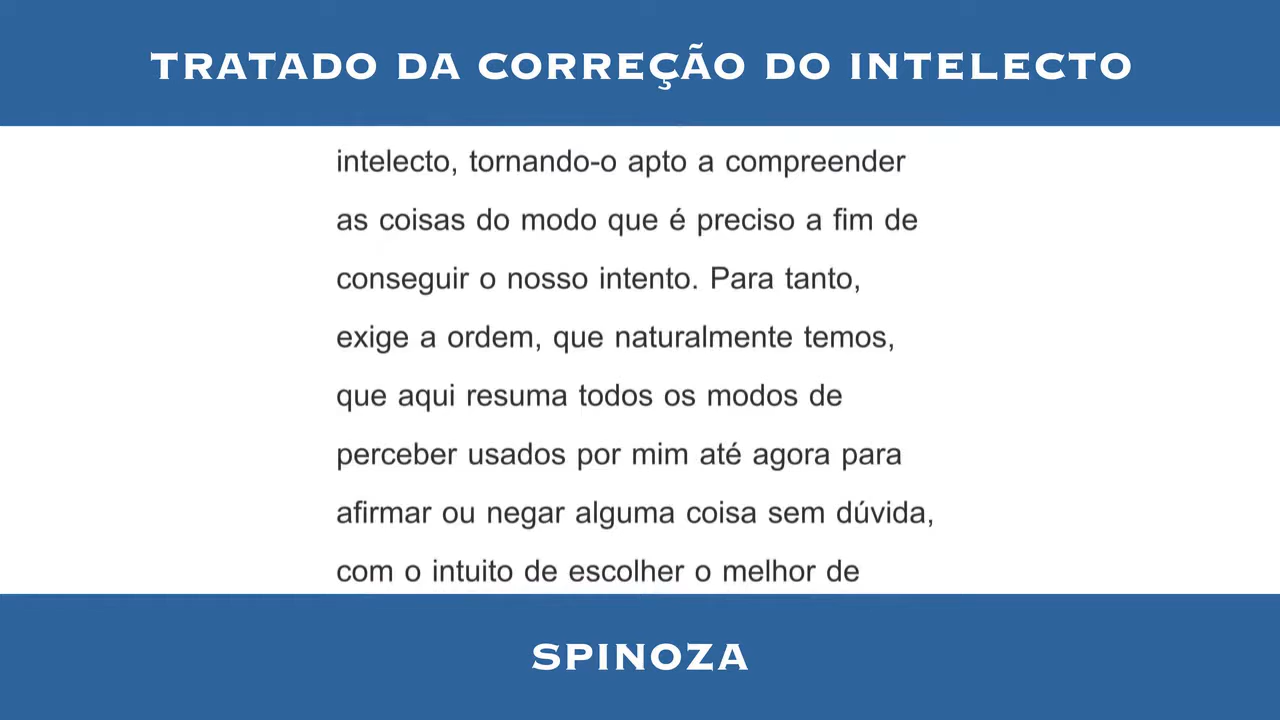 TRATADO DA CORREÇÃO DO INTELECTO
intelecto, tornando-o apto a compreender
as coisas do modo que é preciso a fim de
conseguir o nosso intento. Para tanto,
exige a ordem, que naturalmente temos,
que aqui resuma todos os modos de
perceber usados por mim até agora para
afirmar ou negar alguma coisa sem dúvida,
com o intuito de escolher o melhor de
SPINOZA